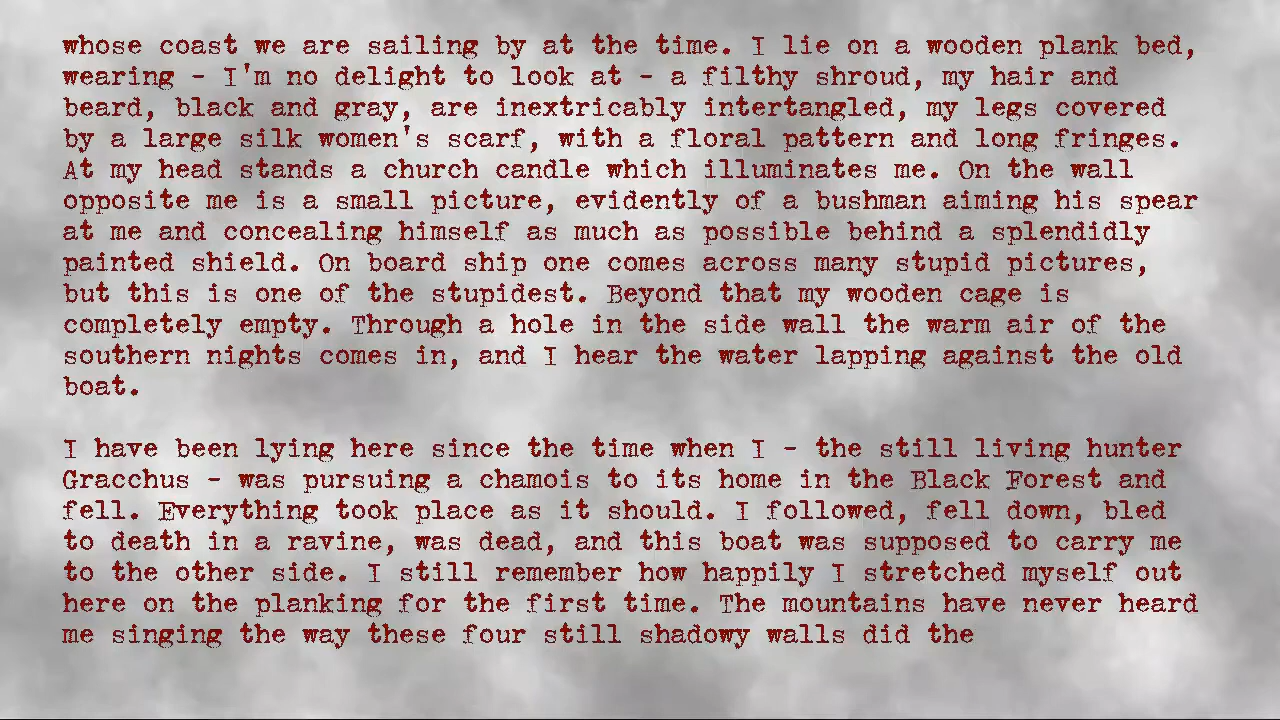 whose coast we are sailing by at the time. I lie on a wooden plank bed,
wearing - I'm no delight to look at - a filthy shroud, my hair and
beard, black and gray, are inextricably intertangled, my legs covered
by a large silk women's scarf, with a floral pattern and long fringes.
At my head stands a church candle which illuminates me. On the wall
opposite me is a small picture, evidently of a bushman aiming his spear
at me and concealing himself as much as possible behind a splendidly
painted shield. On board ship one comes across many stupid pictures,
but this is one of the stupidest. Beyond that my wooden cage is
completely empty. Through a hole in the side wall the warm air of the
southern nights comes in, and I hear the water lapping against the old
boat.
I have been lying here since the time when I - the still living hunter
Gracchus - was pursuing a chamois to its home in the Black Forest and
fell. Everything took place as it should. I followed, fell down, bled
to death in a ravine, was dead, and this boat was supposed to carry me
to the other side. I still remember how happily I stretched myself out
here on the planking for the first time. The mountains have never heard
me singing the way these four still shadowy walls did the